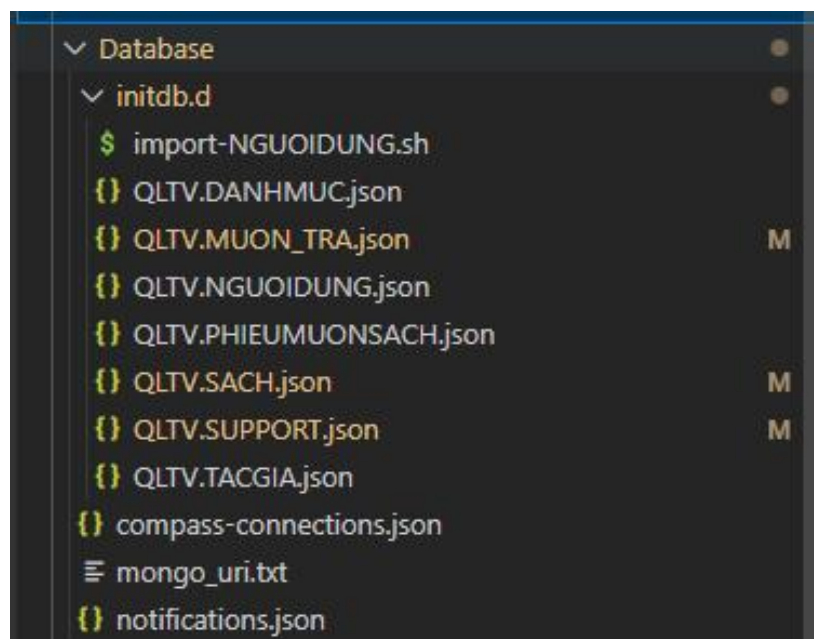 Database
initdb.d
$ import-NGUOIDUNG.sh
{} QLTV.DANHMUC.json
{} QLTV.MUON_TRA.json M
{} QLTV.NGUOIDUNG.json
{} QLTV.PHIEUMUONSACH.json
{} QLTV.SACH.json M
{} QLTV.SUPPORT.json M
{} QLTV.TACGIA.json
{} compass-connections.json
mongo_uri.txt
{} notifications.json